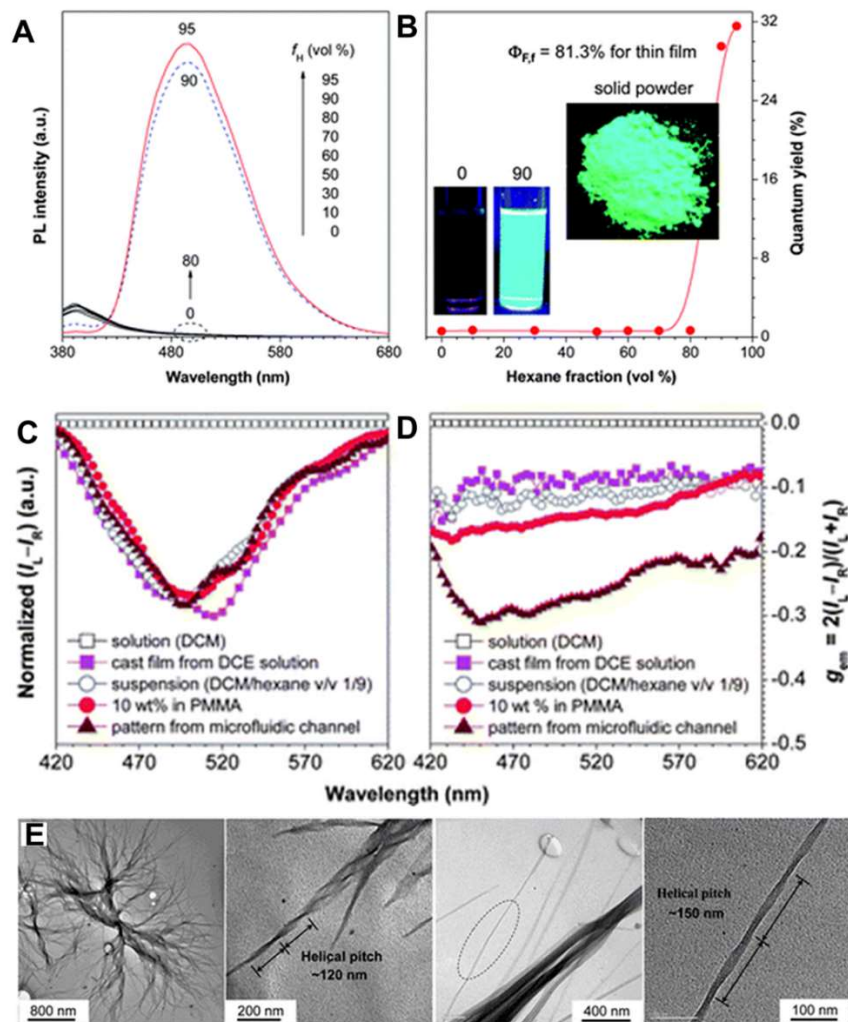 A
95
90
f_H (vol %)
95
90
80
70
60
50
30
10
0
80
0
PL intensity (a.u.)
380
480
580
680
Wavelength (nm)
B
Φ_F,f = 81.3% for thin film
solid powder
0
90
32
24
16
8
0
Quantum yield (%)
0
20
40
60
80
100
Hexane fraction (vol %)
C
Normalized (I_L–I_R) (a.u.)
solution (DCM)
cast film from DCE solution
suspension (DCM/hexane v/v 1/9)
10 wt% in PMMA
pattern from microfluidic channel
420
470
520
570
620
D
solution (DCM)
cast film from DCE solution
suspension (DCM/hexane v/v 1/9)
10 wt % in PMMA
pattern from microfluidic channel
0.0
-0.1
-0.2
-0.3
-0.4
-0.5
g_em = 2(I_L–I_R)/(I_L+I_R)
420
470
520
570
620
Wavelength (nm)
E
800 nm
Helical pitch
~120 nm
200 nm
400 nm
Helical pitch
~150 nm
100 nm